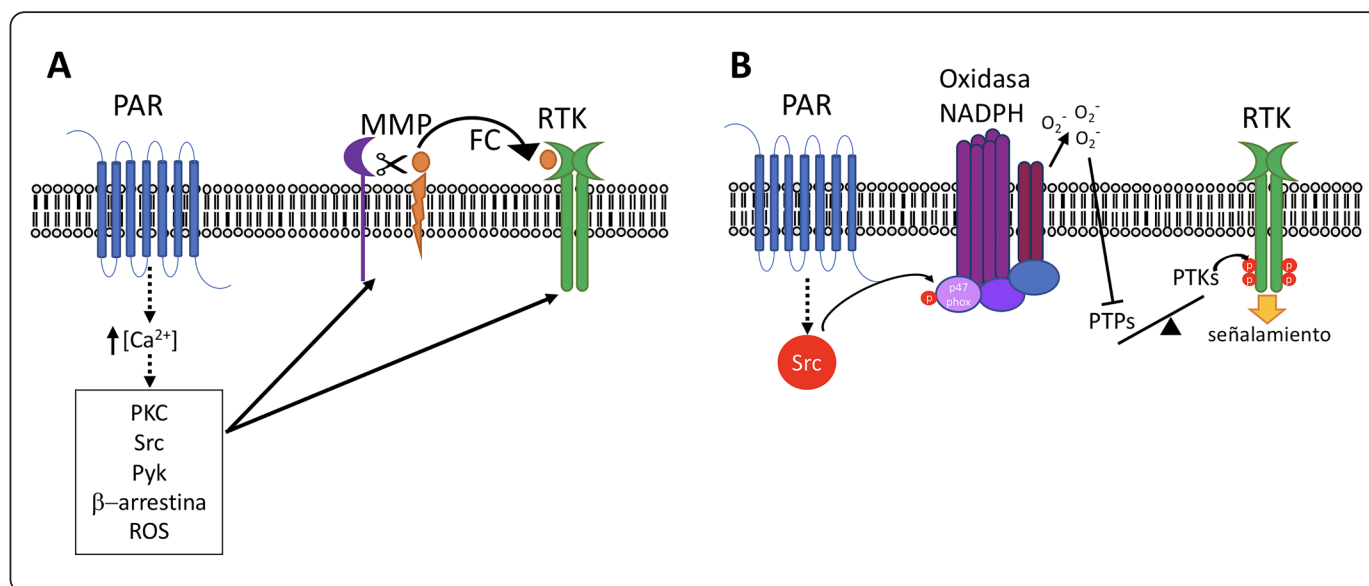 A
PAR
MMP
FC
RTK
[Ca²⁺]
PKC
Src
Pyk
β–arrestina
ROS
B
PAR
Oxidasa
NADPH
O₂⁻ O₂⁻
O₂⁻
RTK
p47
phox
p
Src
PTPs
PTKs
p p
p p
señalamiento